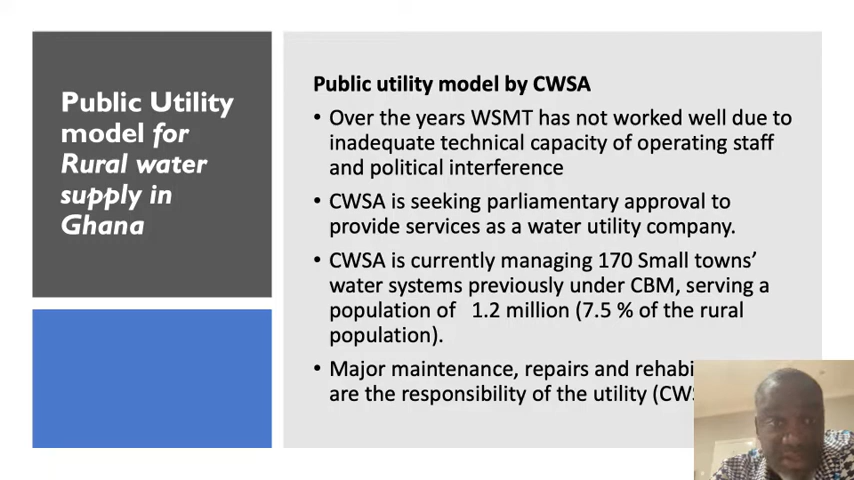 Public Utility
model for
Rural water
supply in
Ghana
Public utility model by CWSA
• Over the years WSMT has not worked well due to
inadequate technical capacity of operating staff
and political interference
• CWSA is seeking parliamentary approval to
provide services as a water utility company.
• CWSA is currently managing 170 Small towns’
water systems previously under CBM, serving a
population of 1.2 million (7.5 % of the rural
population).
• Major maintenance, repairs and
are the responsibility of the utility